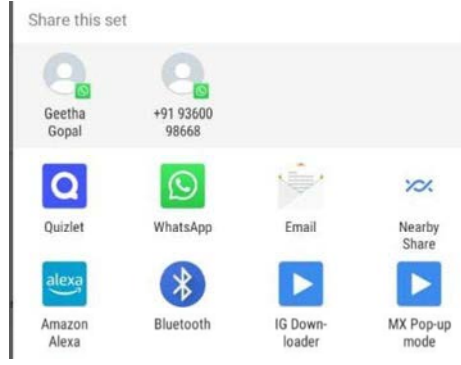 Share this set
Geetha
Gopal
+91 93600
98668
Quizlet
WhatsApp
Email
Nearby
Share
alexa
Amazon
Alexa
Bluetooth
IG Down-
loader
MX Pop-up
mode